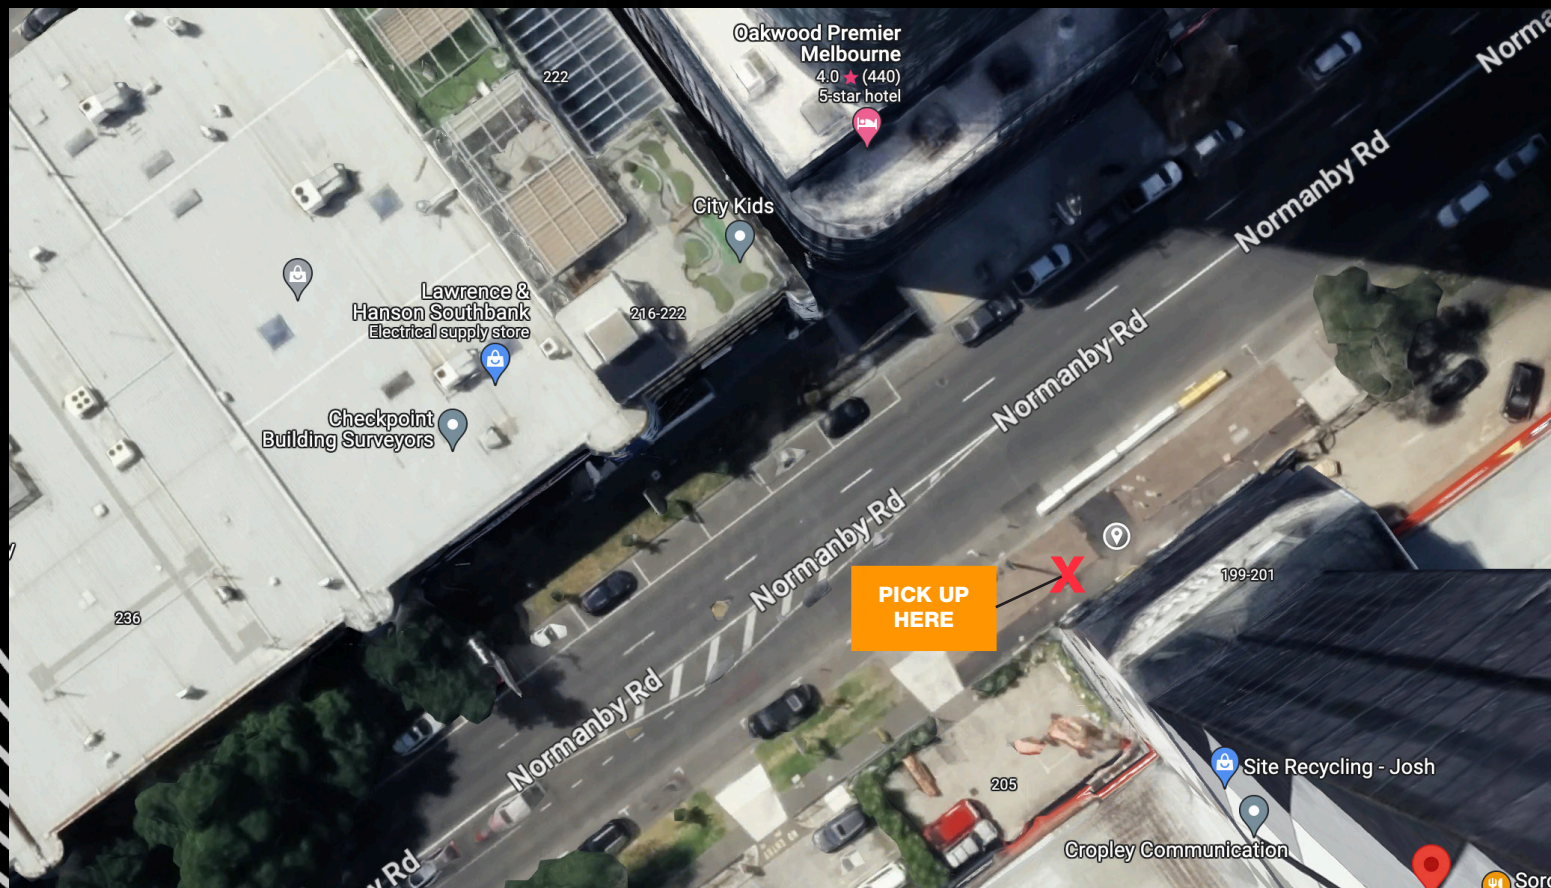 Oakwood Premier
Melbourne
4.0 ★ (440)
5-star hotel
222
City Kids
216-222
Lawrence &
Hanson Southbank
Electrical supply store
Checkpoint
Building Surveyors
236
Normanby Rd
Normanby Rd
Normanby Rd
Normanby Rd
PICK UP
HERE
X
199-201
205
Site Recycling - Josh
Cropley Communication
Rd